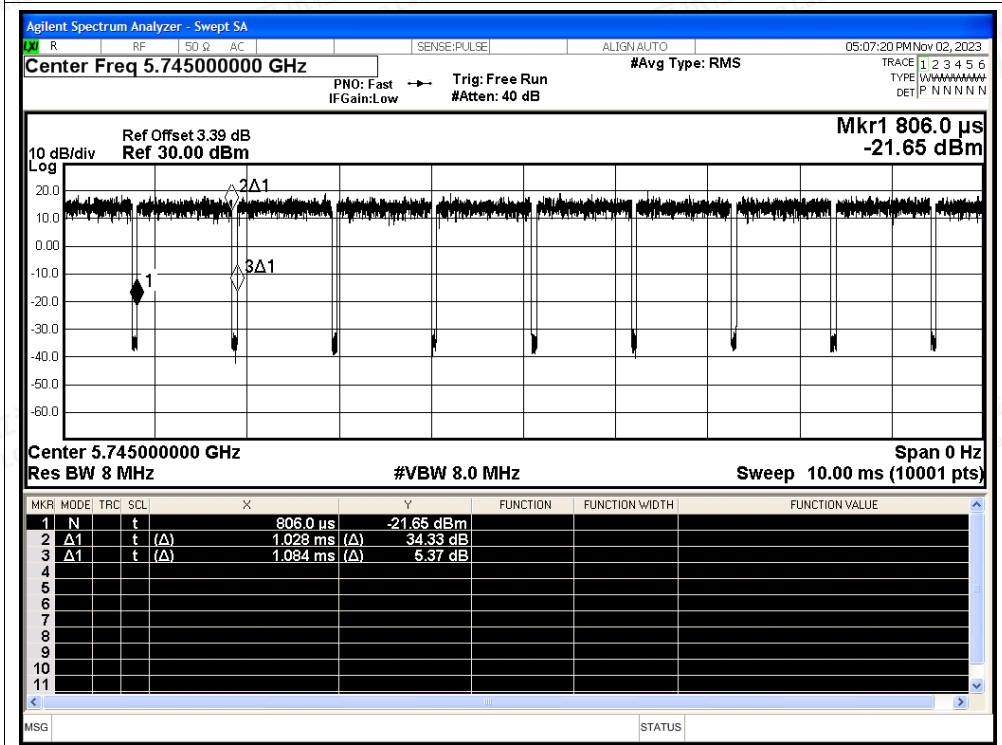 Agilent Spectrum Analyzer - Swept SA
LXI R RF 50 Ω AC SENSE:PULSE ALIGN AUTO 05:07:20 PM Nov 02, 2023
Center Freq 5.745000000 GHz #Avg Type: RMS TRACE 1 2 3 4 5 6
PNO: Fast Trig: Free Run TYPE WWWWWW
IFGain:Low #Atten: 40 dB DET P N N N N N
Mkr1 806.0 µs
Ref Offset 3.39 dB
10 dB/div Ref 30.00 dBm -21.65 dBm
Log
20.0
2Δ1
10.0
0.00
-10.0
3Δ1
1
-20.0
-30.0
-40.0
-50.0
-60.0
Center 5.745000000 GHz Span 0 Hz
Res BW 8 MHz #VBW 8.0 MHz Sweep 10.00 ms (10001 pts)
MKR MODE TRC SCL X Y FUNCTION FUNCTION WIDTH FUNCTION VALUE
1 N t 806.0 µs -21.65 dBm
2 Δ1 t (Δ) 1.028 ms (Δ) 34.33 dB
3 Δ1 t (Δ) 1.084 ms (Δ) 5.37 dB
4
5
6
7
8
9
10
11
MSG STATUS